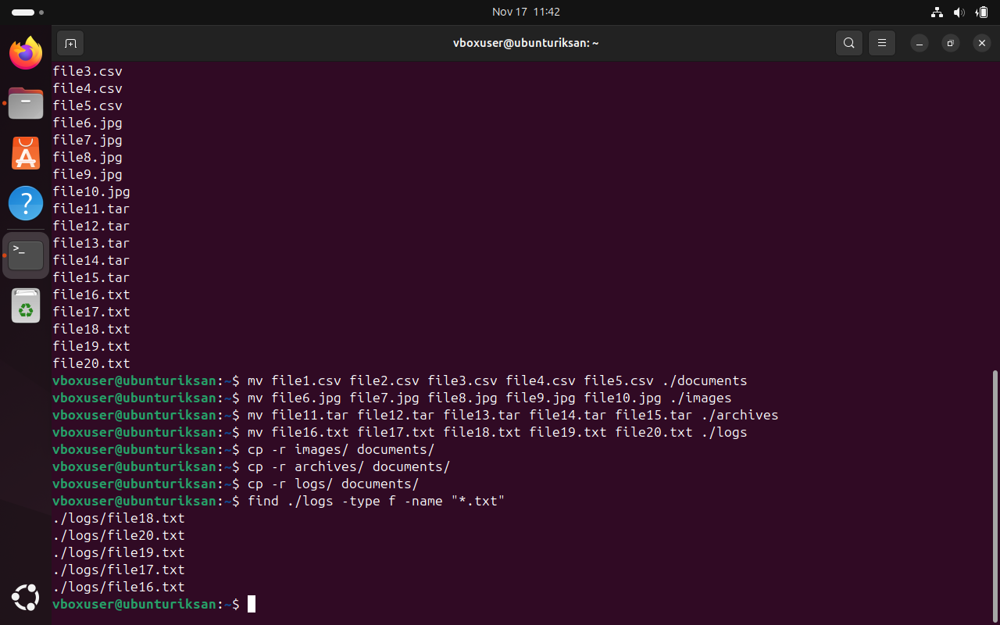 Nov 17 11:42
vboxuser@ubunturiksan: ~
file3.csv
file4.csv
file5.csv
file6.jpg
file7.jpg
file8.jpg
file9.jpg
file10.jpg
file11.tar
file12.tar
file13.tar
file14.tar
file15.tar
file16.txt
file17.txt
file18.txt
file19.txt
file20.txt
vboxuser@ubunturiksan:~$ mv file1.csv file2.csv file3.csv file4.csv file5.csv ./documents
vboxuser@ubunturiksan:~$ mv file6.jpg file7.jpg file8.jpg file9.jpg file10.jpg ./images
vboxuser@ubunturiksan:~$ mv file11.tar file12.tar file13.tar file14.tar file15.tar ./archives
vboxuser@ubunturiksan:~$ mv file16.txt file17.txt file18.txt file19.txt file20.txt ./logs
vboxuser@ubunturiksan:~$ cp -r images/ documents/
vboxuser@ubunturiksan:~$ cp -r archives/ documents/
vboxuser@ubunturiksan:~$ cp -r logs/ documents/
vboxuser@ubunturiksan:~$ find ./logs -type f -name "*.txt"
./logs/file18.txt
./logs/file20.txt
./logs/file19.txt
./logs/file17.txt
./logs/file16.txt
vboxuser@ubunturiksan:~$